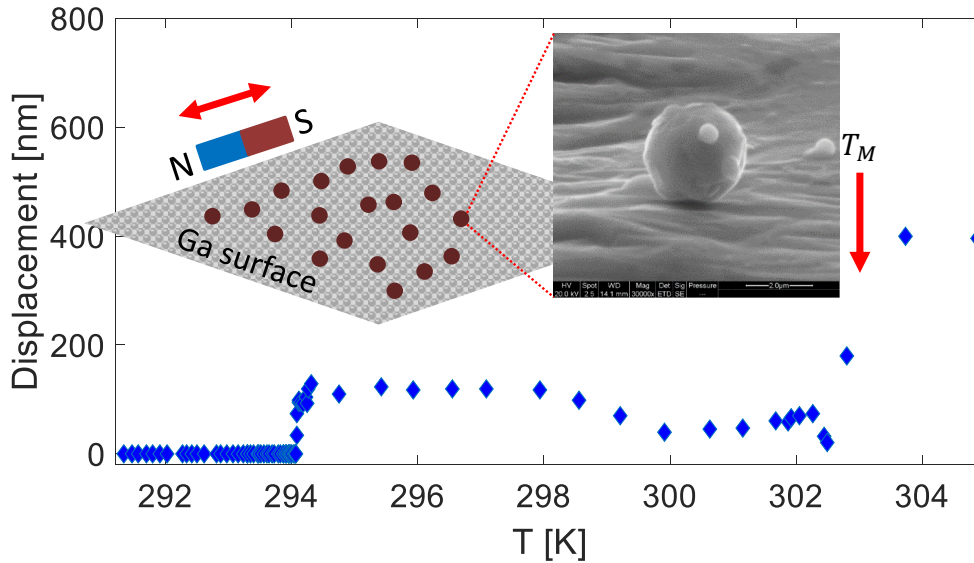 800
600
400
200
0
Displacement [nm]
292
294
296
298
300
302
304
T [K]
N
S
Ga surface
T_M
HV Spot WD Mag Det Sig Pressure
20.0 kV 2.5 14.1 mm 30000x ETD SE --- 2.0µm